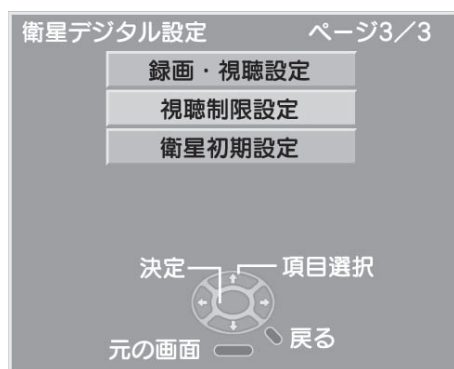 衛星デジタル設定 ページ3／3
録画・視聴設定
視聴制限設定
衛星初期設定
決定 項目選択
元の画面 戻る